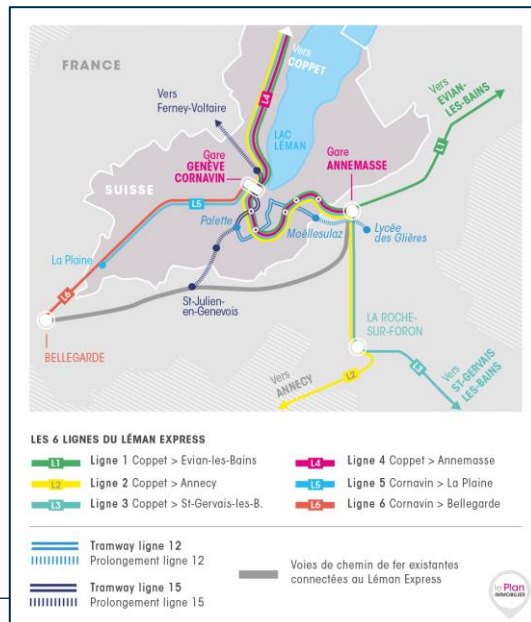 FRANCE
Vers
COPPET
Vers
Ferney-Voltaire
L4
LAC
LÉMAN
Vers
EVIAN-
LES-BAINS
L1
Gare
GENÈVE
CORNAVIN
Gare
ANNEMASSE
SUISSE
L5
Palette
Moëllesulaz
Lycée
des Glières
La Plaine
L6
St-Julien-
en-Genevois
BELLEGARDE
LA ROCHE-
SUR-FORON
Vers
ANNECY
L2
L3
Vers
ST-GERVAIS
LES-BAINS
LES 6 LIGNES DU LÉMAN EXPRESS
L1 Ligne 1 Coppet > Evian-les-Bains
L2 Ligne 2 Coppet > Annecy
L3 Ligne 3 Coppet > St-Gervais-les-B.
L4 Ligne 4 Coppet > Annemasse
L5 Ligne 5 Cornavin > La Plaine
L6 Ligne 6 Cornavin > Bellegarde
Tramway ligne 12
Prolongement ligne 12
Tramway ligne 15
Prolongement ligne 15
Voies de chemin de fer existantes
connectées au Léman Express
le Plan
IMMOBILIER